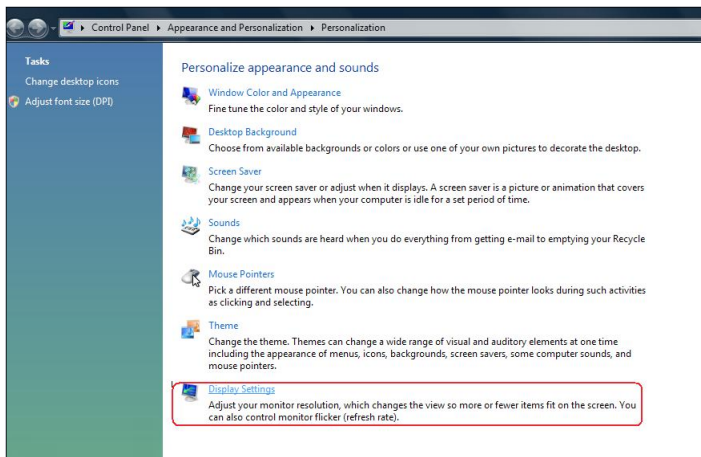 Control Panel ▸ Appearance and Personalization ▸ Personalization
Tasks
Change desktop icons
Adjust font size (DPI)
Personalize appearance and sounds
Window Color and Appearance
Fine tune the color and style of your windows.
Desktop Background
Choose from available backgrounds or colors or use one of your own pictures to decorate the desktop.
Screen Saver
Change your screen saver or adjust when it displays. A screen saver is a picture or animation that covers
your screen and appears when your computer is idle for a set period of time.
Sounds
Change which sounds are heard when you do everything from getting e-mail to emptying your Recycle
Bin.
Mouse Pointers
Pick a different mouse pointer. You can also change how the mouse pointer looks during such activities
as clicking and selecting.
Theme
Change the theme. Themes can change a wide range of visual and auditory elements at one time
including the appearance of menus, icons, backgrounds, screen savers, some computer sounds, and
mouse pointers.
Display Settings
Adjust your monitor resolution, which changes the view so more or fewer items fit on the screen. You
can also control monitor flicker (refresh rate).